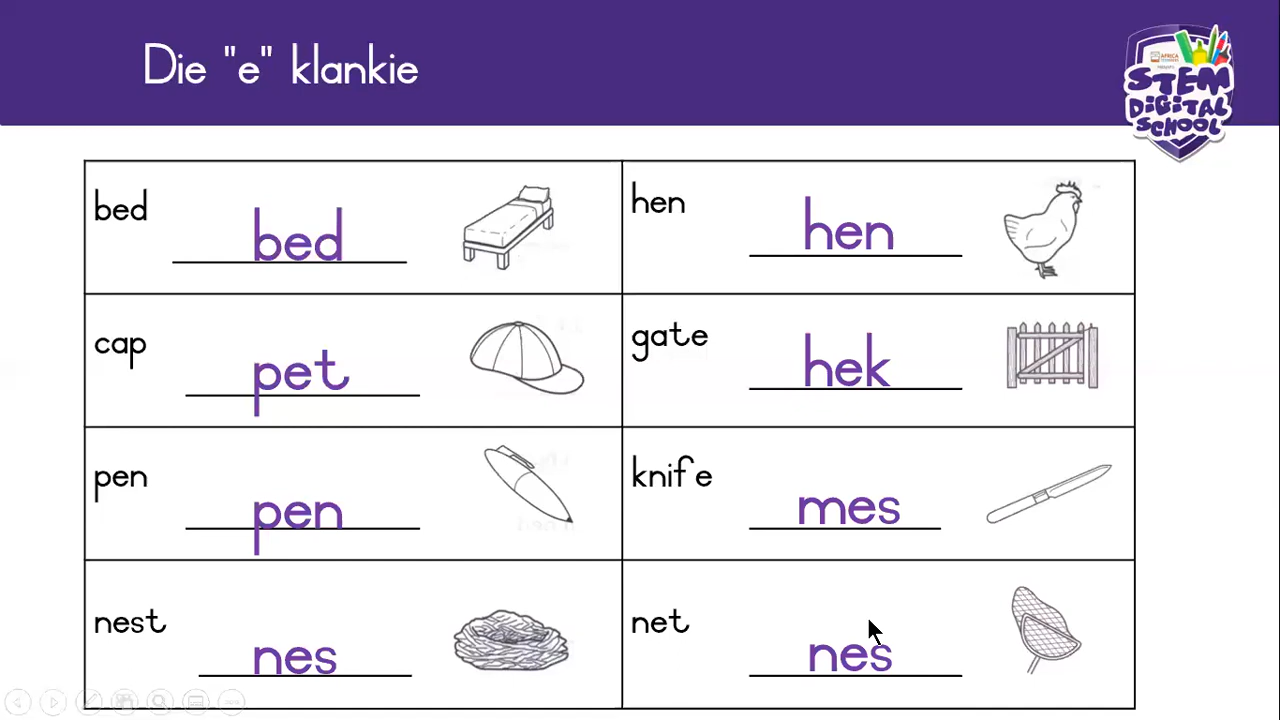 Die "e" klankie
AFRICA
STEM
DIGITAL
SCHOOL
bed
bed
hen
hen
cap
pet
gate
hek
pen
pen
knife
mes
nest
nes
net
nes